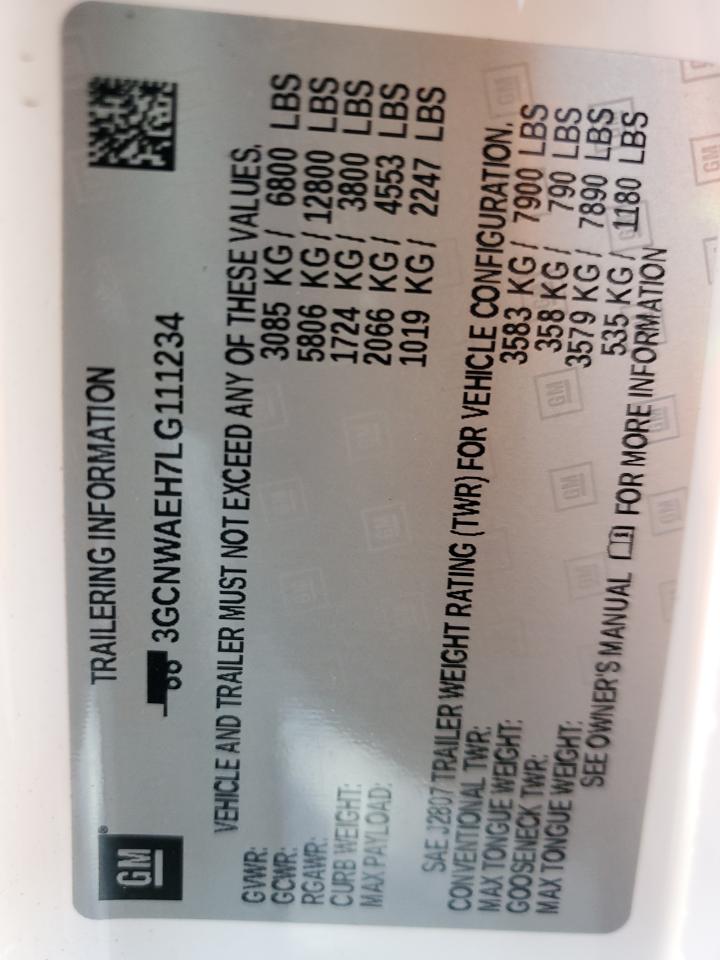 GM
TRAILERING INFORMATION
3GCNWAEH7LG111234
VEHICLE AND TRAILER MUST NOT EXCEED ANY OF THESE VALUES.
GVWR: 3085 KG / 6800 LBS
GCWR: 5806 KG / 12800 LBS
RGAWR: 1724 KG / 3800 LBS
CURB WEIGHT: 2066 KG / 4553 LBS
MAX PAYLOAD: 1019 KG / 2247 LBS
SAE J2807 TRAILER WEIGHT RATING (TWR) FOR VEHICLE CONFIGURATION.
CONVENTIONAL TWR: 3583 KG / 7900 LBS
MAX TONGUE WEIGHT: 358 KG / 790 LBS
GOOSENECK TWR: 3579 KG / 7890 LBS
MAX TONGUE WEIGHT: 535 KG / 1180 LBS
SEE OWNER'S MANUAL FOR MORE INFORMATION